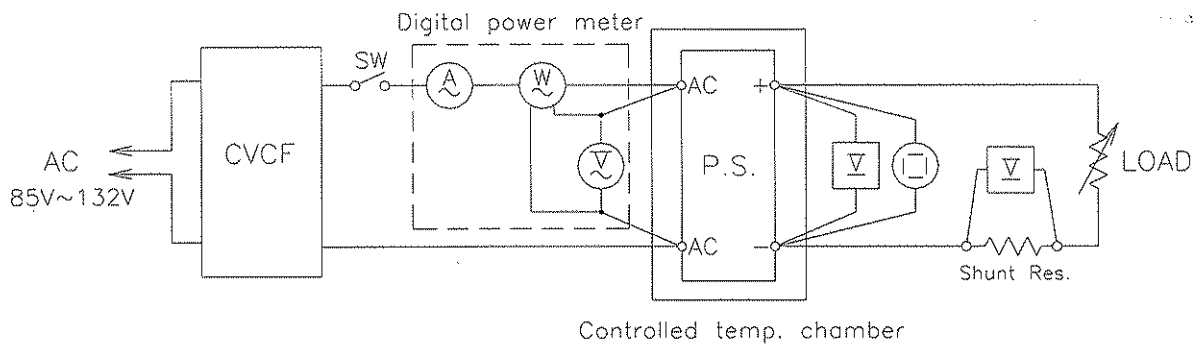 Digital power meter
SW
A
W
AC
+
AC
85V~132V
CVCF
V
P.S.
V
V
LOAD
AC
-
Shunt Res.
Controlled temp. chamber